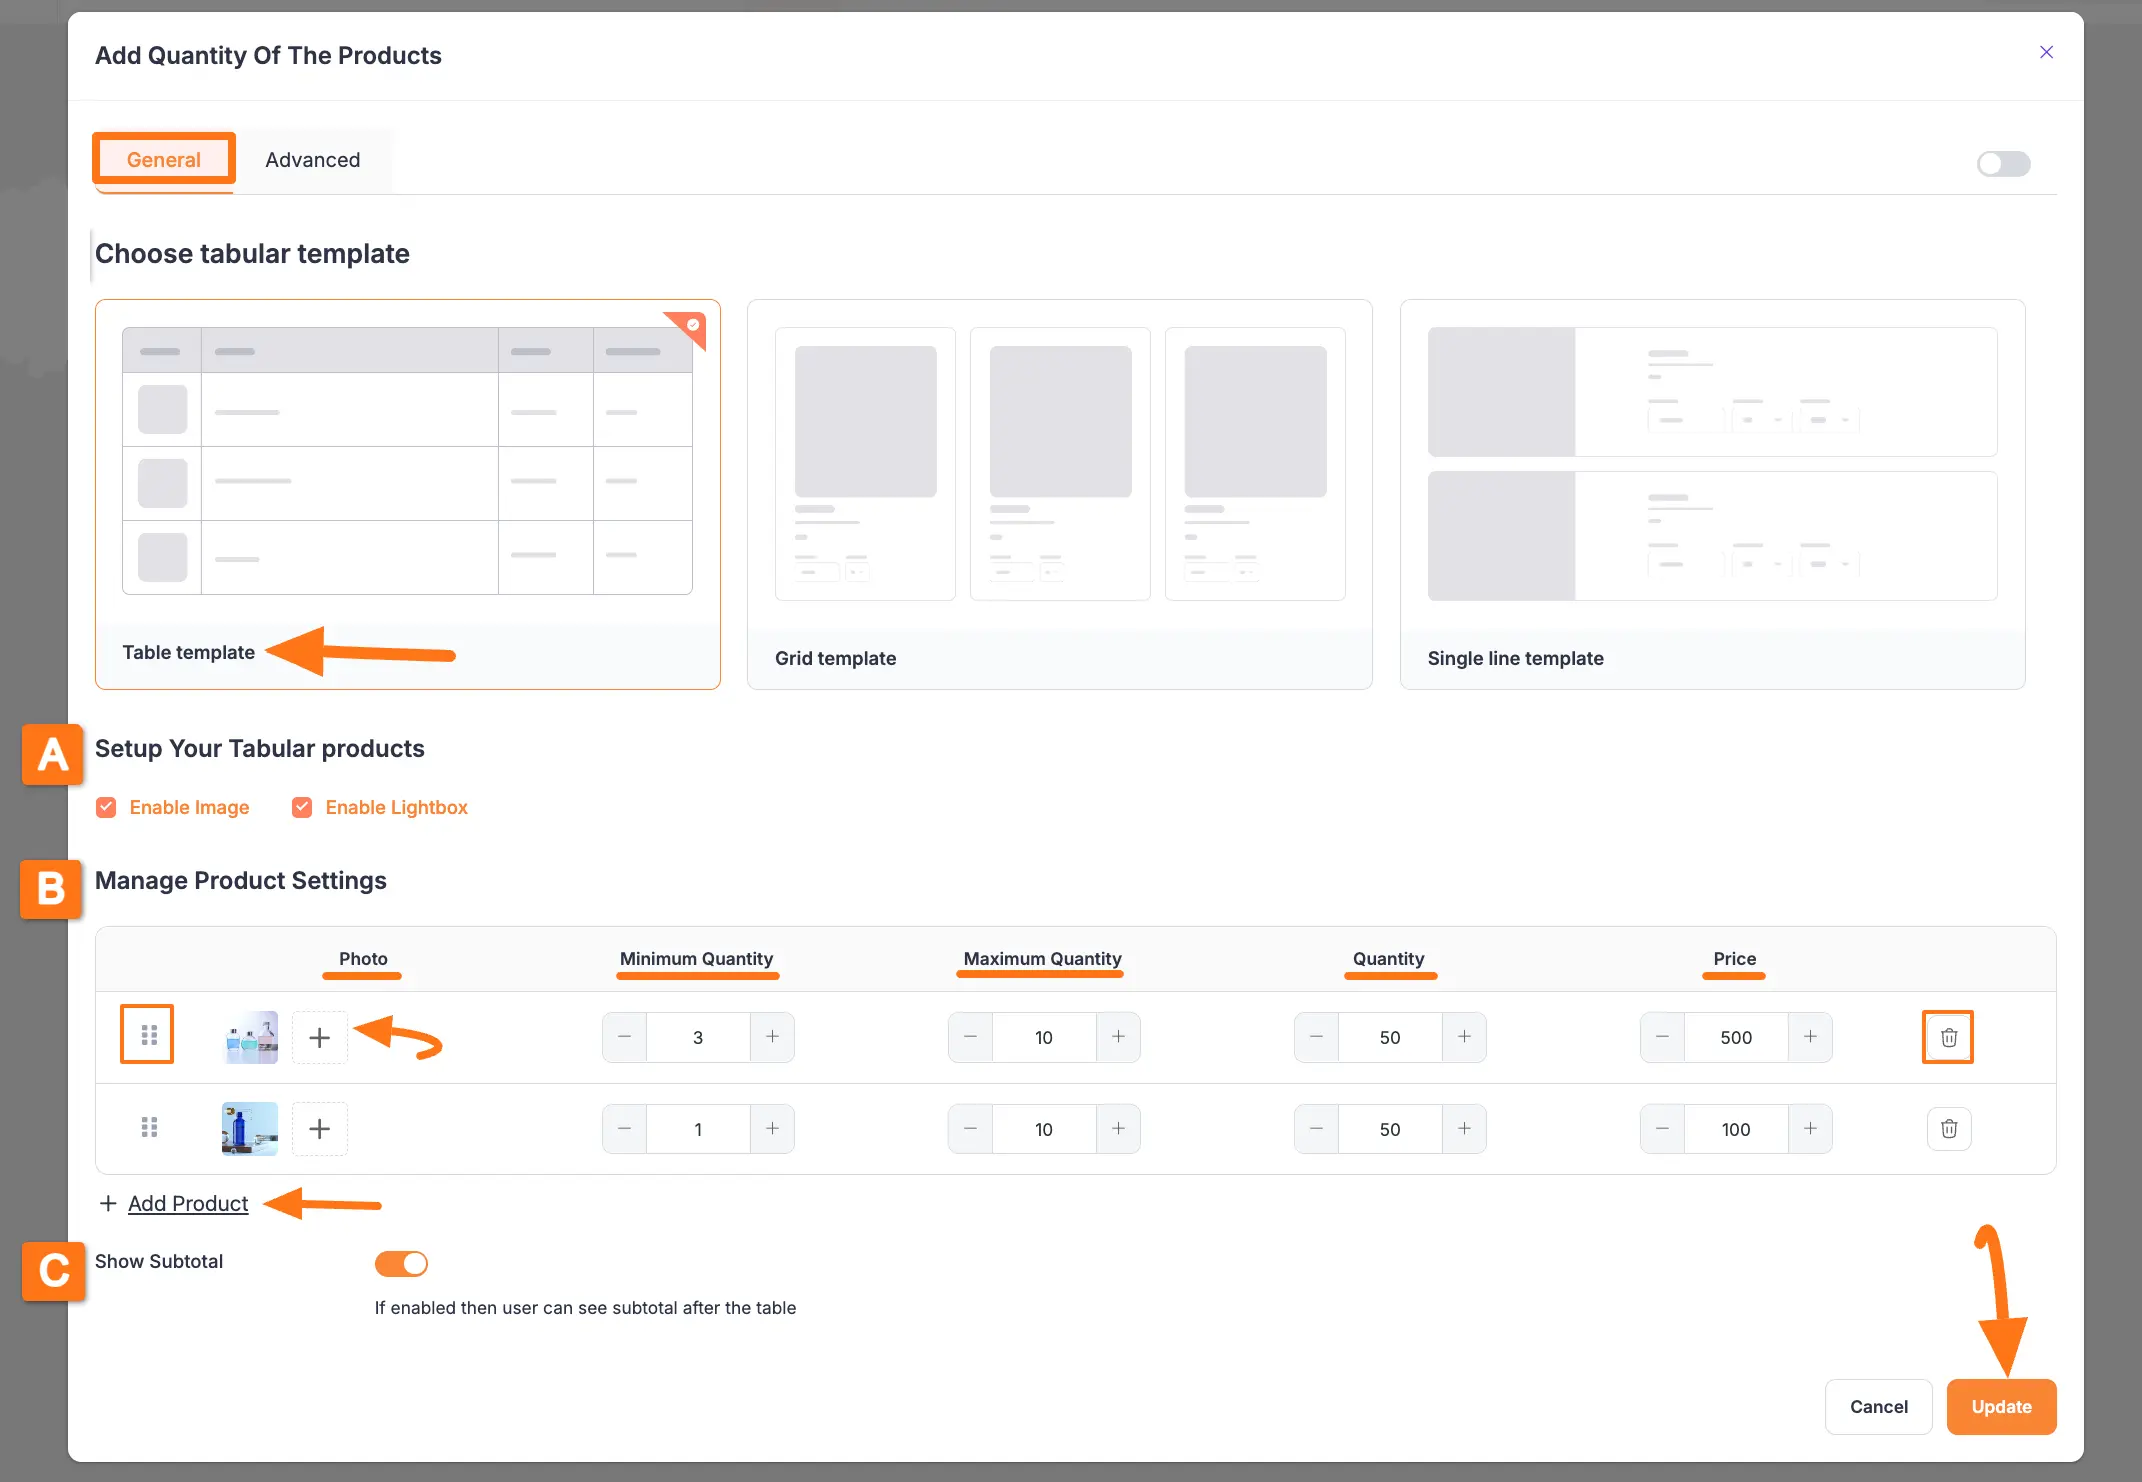 Add Quantity Of The Products
General
Advanced
Choose tabular template
Table template
Grid template
Single line template
A
Setup Your Tabular products
Enable Image
Enable Lightbox
B
Manage Product Settings
Photo
Minimum Quantity
Maximum Quantity
Quantity
Price
3
10
50
500
1
10
50
100
+ Add Product
C
Show Subtotal
If enabled then user can see subtotal after the table
Cancel
Update